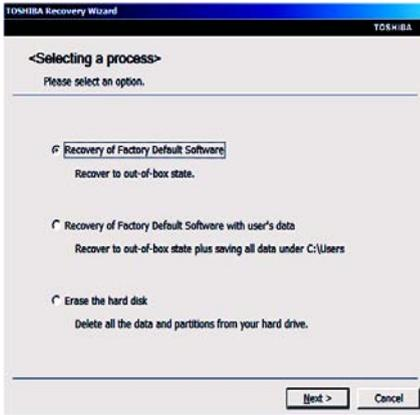 TOSHIBA Recovery Wizard
TOSHIBA
<Selecting a process>
Please select an option.
Recovery of Factory Default Software
Recover to out-of-box state.
Recovery of Factory Default Software with user's data
Recover to out-of-box state plus saving all data under C:\Users
Erase the hard disk
Delete all the data and partitions from your hard drive.
Next >
Cancel